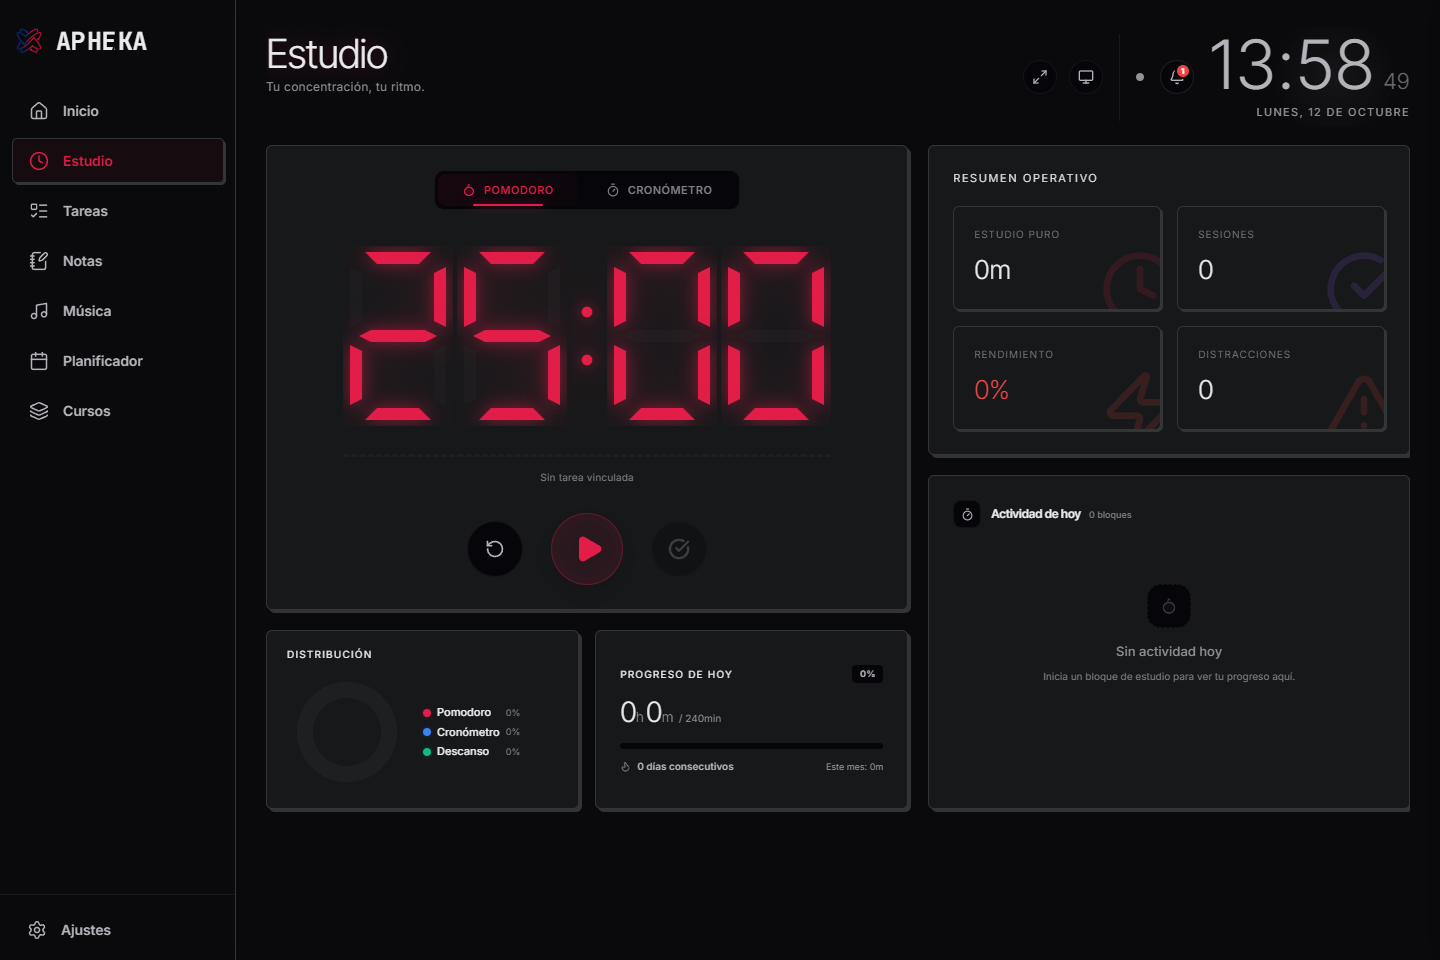 APHEKA
Inicio
Estudio
Tareas
Notas
Música
Planificador
Cursos
Ajustes
Estudio
Tu concentración, tu ritmo.
1
13:58 49
LUNES, 12 DE OCTUBRE
POMODORO
CRONÓMETRO
25:00
Sin tarea vinculada
RESUMEN OPERATIVO
ESTUDIO PURO
0m
SESIONES
0
RENDIMIENTO
0%
DISTRACCIONES
0
Actividad de hoy 0 bloques
Sin actividad hoy
Inicia un bloque de estudio para ver tu progreso aquí.
DISTRIBUCIÓN
Pomodoro 0%
Cronómetro 0%
Descanso 0%
PROGRESO DE HOY 0%
0h 0m / 240min
0 días consecutivos Este mes: 0m